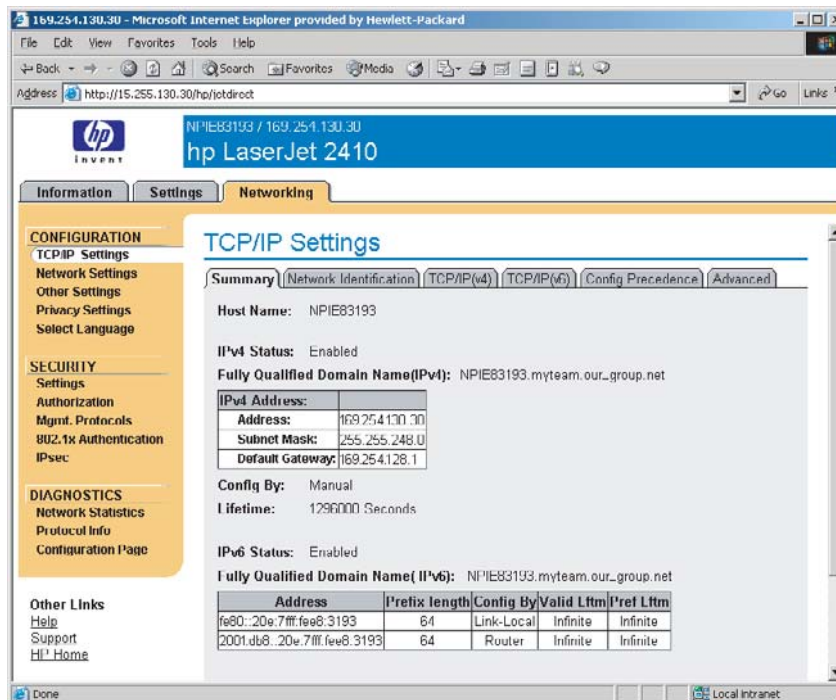 169.254.130.30 - Microsoft Internet Explorer provided by Hewlett-Packard
File Edit View Favorites Tools Help
Back Search Favorites Media
Address http://15.255.130.30/hp/jetdirect Go Links
hp
invent
NPIE83193 / 169.254.130.30
hp LaserJet 2410
Information Settings Networking
CONFIGURATION
TCP/IP Settings
Network Settings
Other Settings
Privacy Settings
Select Language
SECURITY
Settings
Authorization
Mgmt. Protocols
802.1x Authentication
IPsec
DIAGNOSTICS
Network Statistics
Protocol Info
Configuration Page
Other Links
Help
Support
HP Home
TCP/IP Settings
Summary Network Identification TCP/IP(v4) TCP/IP(v6) Config Precedence Advanced
Host Name: NPIE83193
IPv4 Status: Enabled
Fully Qualified Domain Name(IPv4): NPIE83193.myteam.our_group.net
IPv4 Address:
Address: 169.254.130.30
Subnet Mask: 255.255.248.0
Default Gateway: 169.254.128.1
Config By: Manual
Lifetime: 1296000 Seconds
IPv6 Status: Enabled
Fully Qualified Domain Name( IPv6): NPIE83193.myteam.our_group.net
Address Prefix length Config By Valid Lftm Pref Lftm
fe80::20e:7fff:fee8:3193 64 Link-Local Infinite Infinite
2001:db8::20e:7fff:fee8:3193 64 Router Infinite Infinite
Done Local intranet